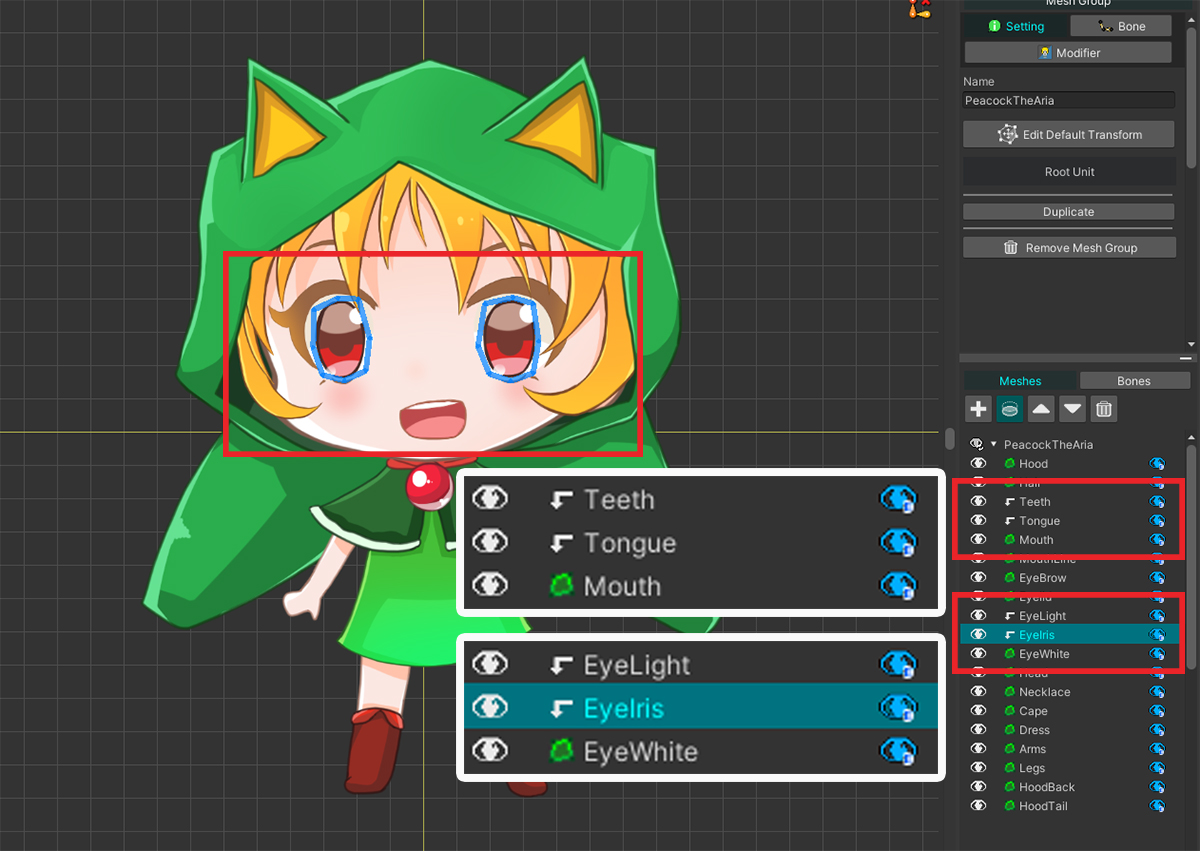 Mesh Group
Setting
Bone
Modifier
Name
PeacockTheAria
Edit Default Transform
Root Unit
Duplicate
Remove Mesh Group
Meshes
Bones
PeacockTheAria
Hood
Hair
Teeth
Tongue
Mouth
MouthLine
EyeBrow
Eyelid
EyeLight
EyeIris
EyeWhite
Head
Necklace
Cape
Dress
Arms
Legs
HoodBack
HoodTail
Teeth
Tongue
Mouth
EyeLight
EyeIris
EyeWhite